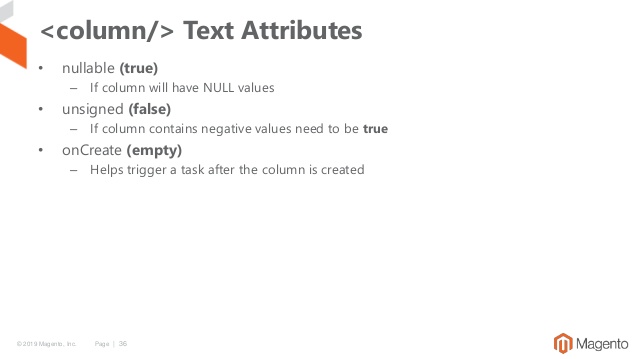 <column/> Text Attributes
• nullable (true)
– If column will have NULL values
• unsigned (false)
– If column contains negative values need to be true
• onCreate (empty)
– Helps trigger a task after the column is created
© 2019 Magento, Inc. Page | 36
Magento